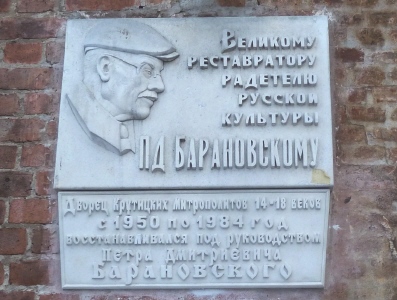 Великому
реставратору
радетелю
русской
культуры
ПД Барановскому
Дворец Крутицких митрополитов 14-18 веков
с 1950 по 1984 год
восстанавливался под руководством
Петра Дмитриевича
Барановского